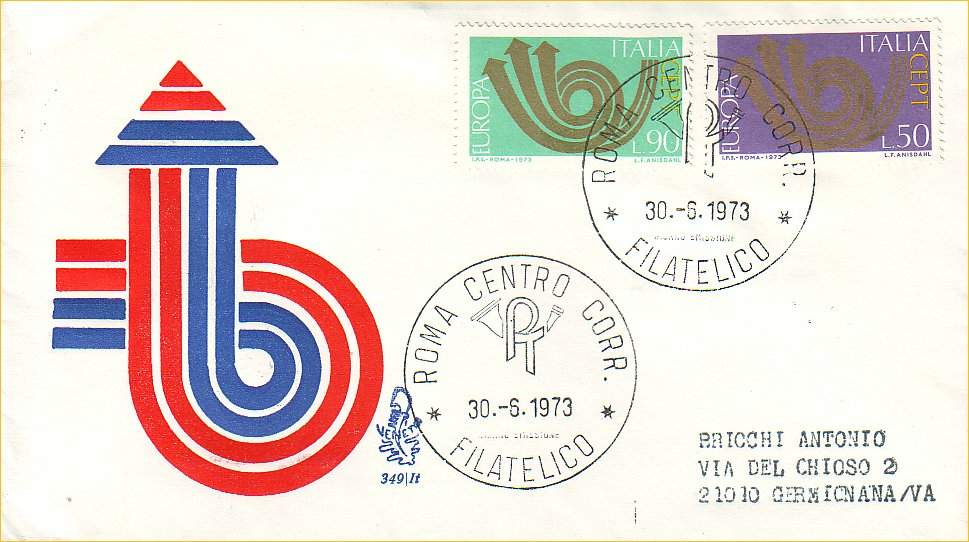 ITALIA
EUROPA
CEPT
L.90
I.P.S.-ROMA-1973
L.F. ANISDAHL
ITALIA
EUROPA
CEPT
L.50
I.P.S.-ROMA-1973
L.F. ANISDAHL
ROMA CENTRO CORR.
30.-6.1973
FILATELICO
ROMA CENTRO CORR.
PT
30.-6.1973
FILATELICO
349|It
BRICCHI ANTONIO
VIA DEL CHIOSO 2
21010 GERMIGNANA/VA